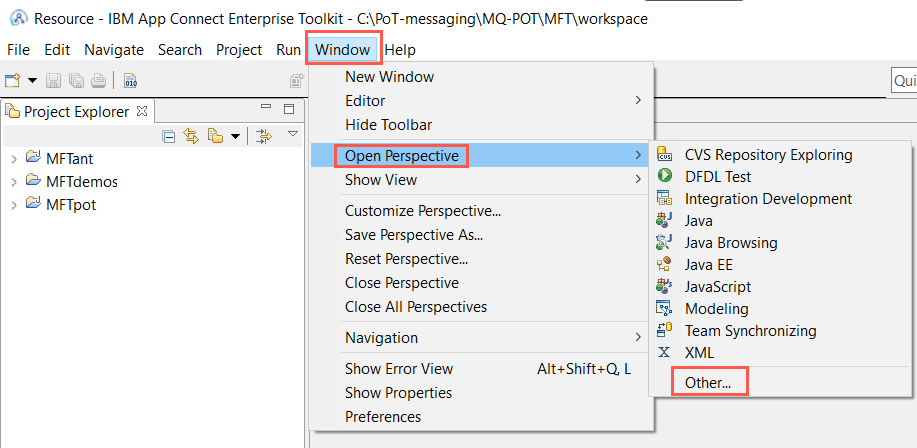 Resource - IBM App Connect Enterprise Toolkit - C:\PoT-messaging\MQ-POT\MFT\workspace
File Edit Navigate Search Project Run Window Help
010
Qui
Project Explorer
MFTant
MFTdemos
MFTpot
New Window
Editor
Hide Toolbar
Open Perspective
Show View
Customize Perspective...
Save Perspective As...
Reset Perspective...
Close Perspective
Close All Perspectives
Navigation
Show Error View Alt+Shift+Q, L
Show Properties
Preferences
CVS Repository Exploring
DFDL Test
Integration Development
Java
Java Browsing
Java EE
JavaScript
Modeling
Team Synchronizing
XML
Other...